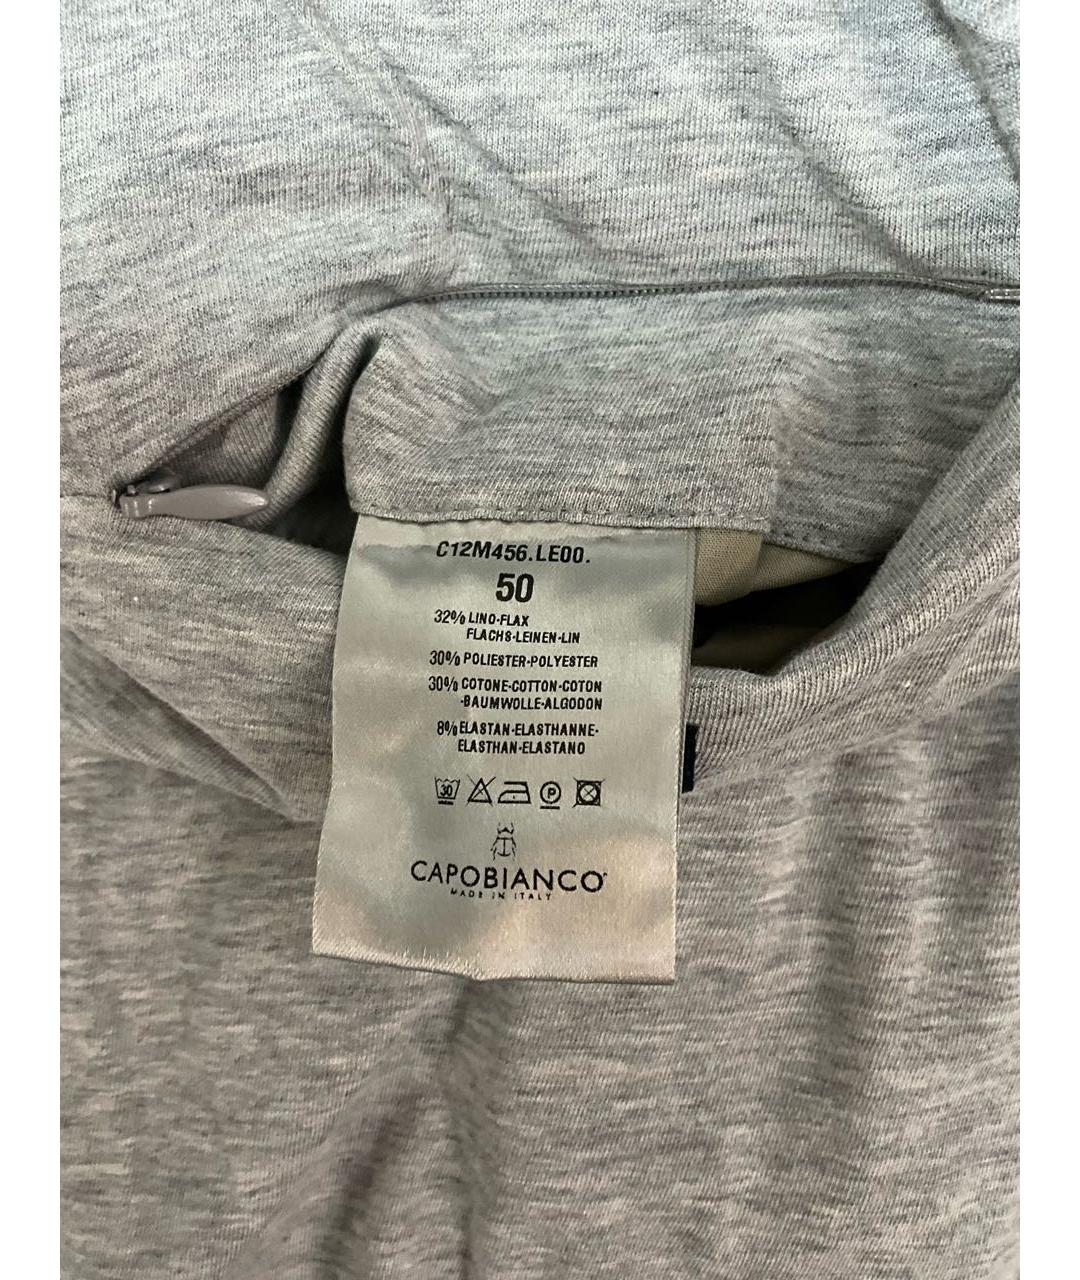 C12M456.LE00.
50
32% LINO-FLAX
FLACHS-LEINEN-LIN
30% POLIESTER-POLYESTER
30% COTONE-COTTON-COTON
-BAUMWOLLE-ALGODON
8% ELASTAN-ELASTHANNE-
ELASTHAN-ELASTANO
30 P
CAPOBIANCO
MADE IN ITALY